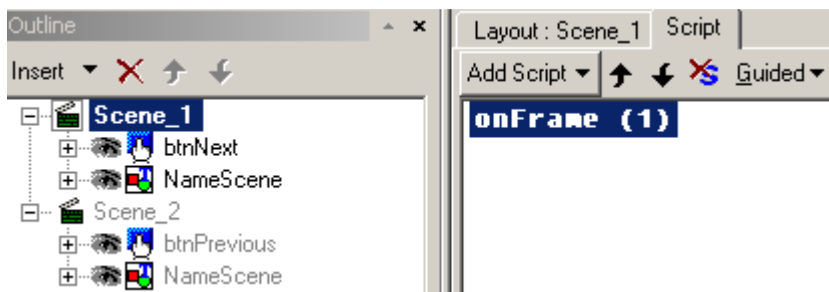 Outline
Insert
Scene_1
btnNext
NameScene
Scene_2
btnPrevious
NameScene
Layout : Scene_1 Script
Add Script Guided
onFrame (1)